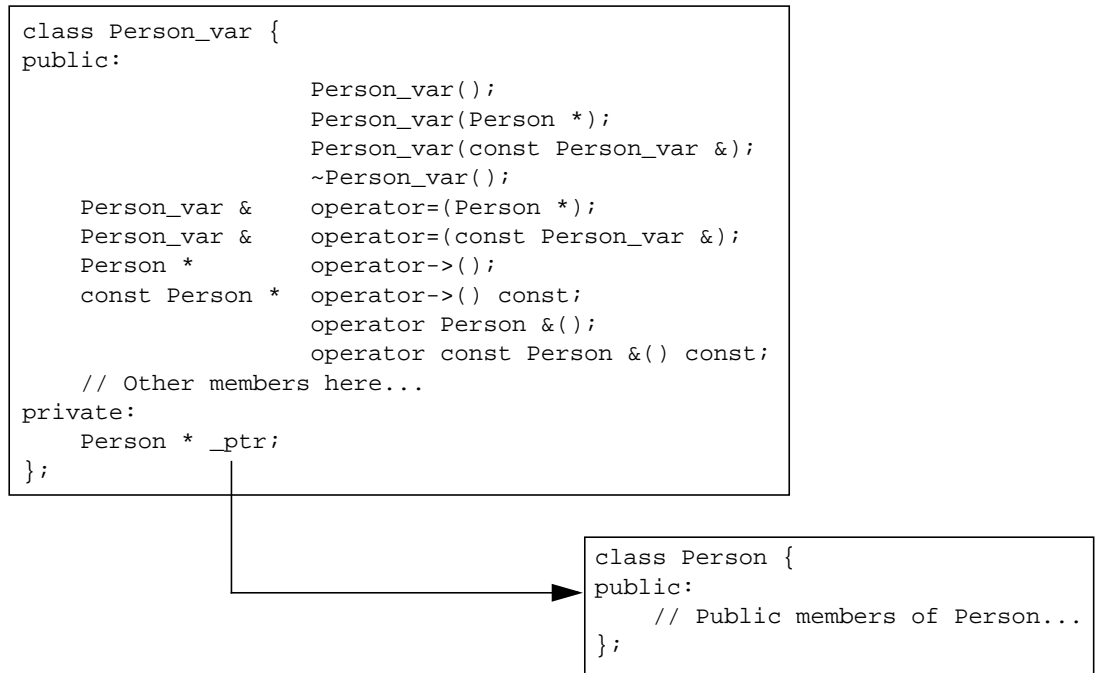 class Person_var {
public:
                    Person_var();
                    Person_var(Person *);
                    Person_var(const Person_var &);
                    ~Person_var();
    Person_var &    operator=(Person *);
    Person_var &    operator=(const Person_var &);
    Person *        operator->();
    const Person *  operator->() const;
                    operator Person &();
                    operator const Person &() const;
    // Other members here...
private:
    Person * _ptr;
};
class Person {
public:
    // Public members of Person...
};